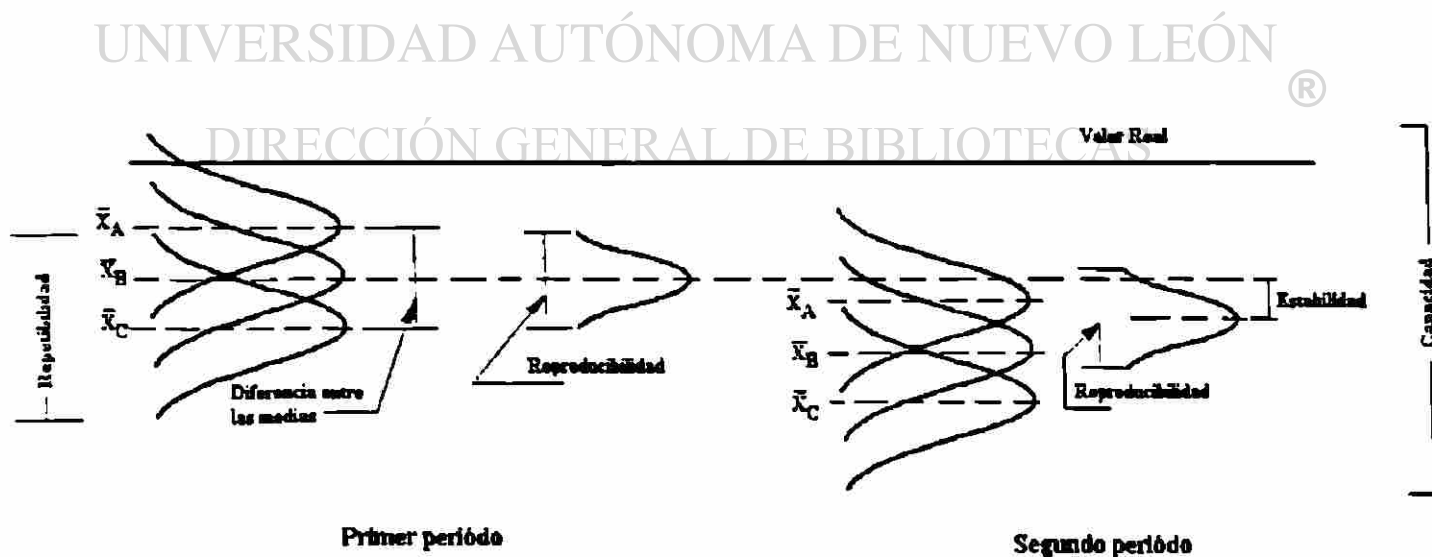 UNIVERSIDAD AUTÓNOMA DE NUEVO LEÓN
®
DIRECCIÓN GENERAL DE BIBLIOTECAS
Valor Real
X̿A
X̿B
X̿C
Repetibilidad
Diferencia entre
las medias
Reproducibilidad
X̿A
X̿B
X̿C
Reproducibilidad
Estabilidad
Capacidad
Primer periódo
Segundo periódo